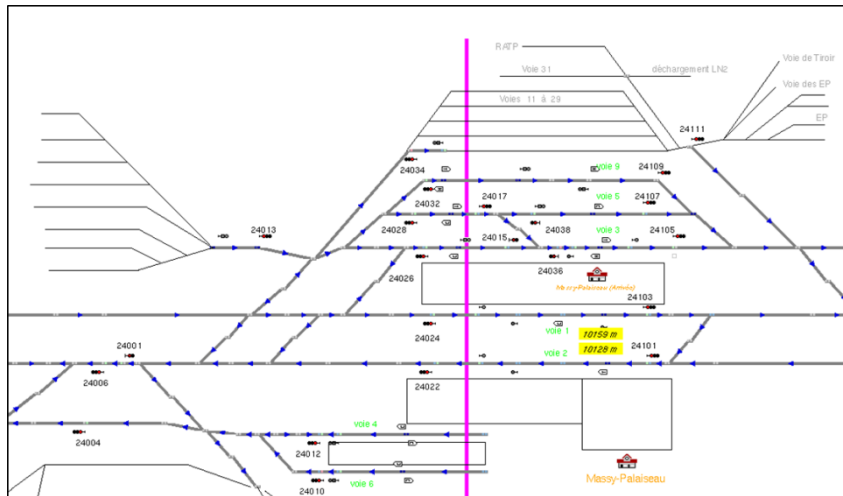 RATP
Voie de Tiroir
Voie 31
déchargement LN2
Voie des EP
Voies 11 à 29
EP
24111
24034
voie 9
24109
24013
24032
24017
voie 5
24107
24028
24015
24038
voie 3
24105
24026
24036
Massy-Palaiseau (Arrivée)
24103
24024
voie 1
10159 m
24001
voie 2
10128 m
24101
24006
24022
24004
voie 4
24012
Massy-Palaiseau
24010
voie 6